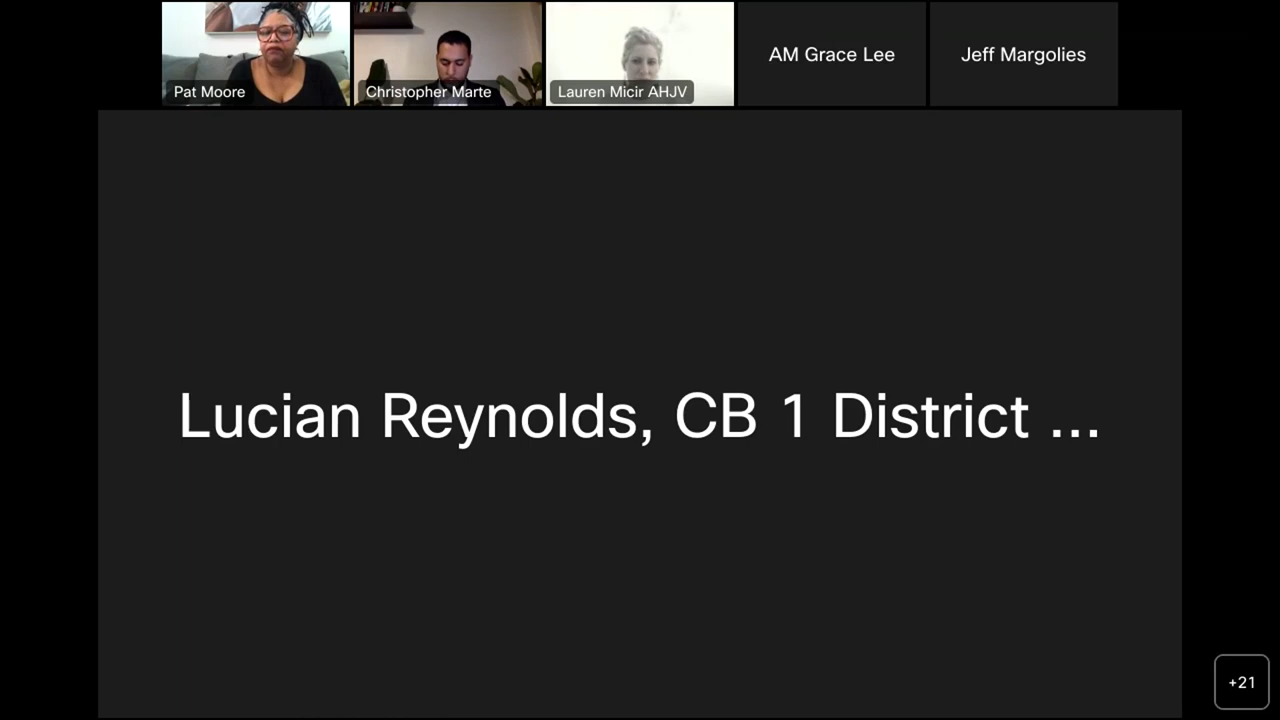 Pat Moore
Christopher Marte
Lauren Micir AHJV
AM Grace Lee
Jeff Margolies
Lucian Reynolds, CB 1 District ...
+21